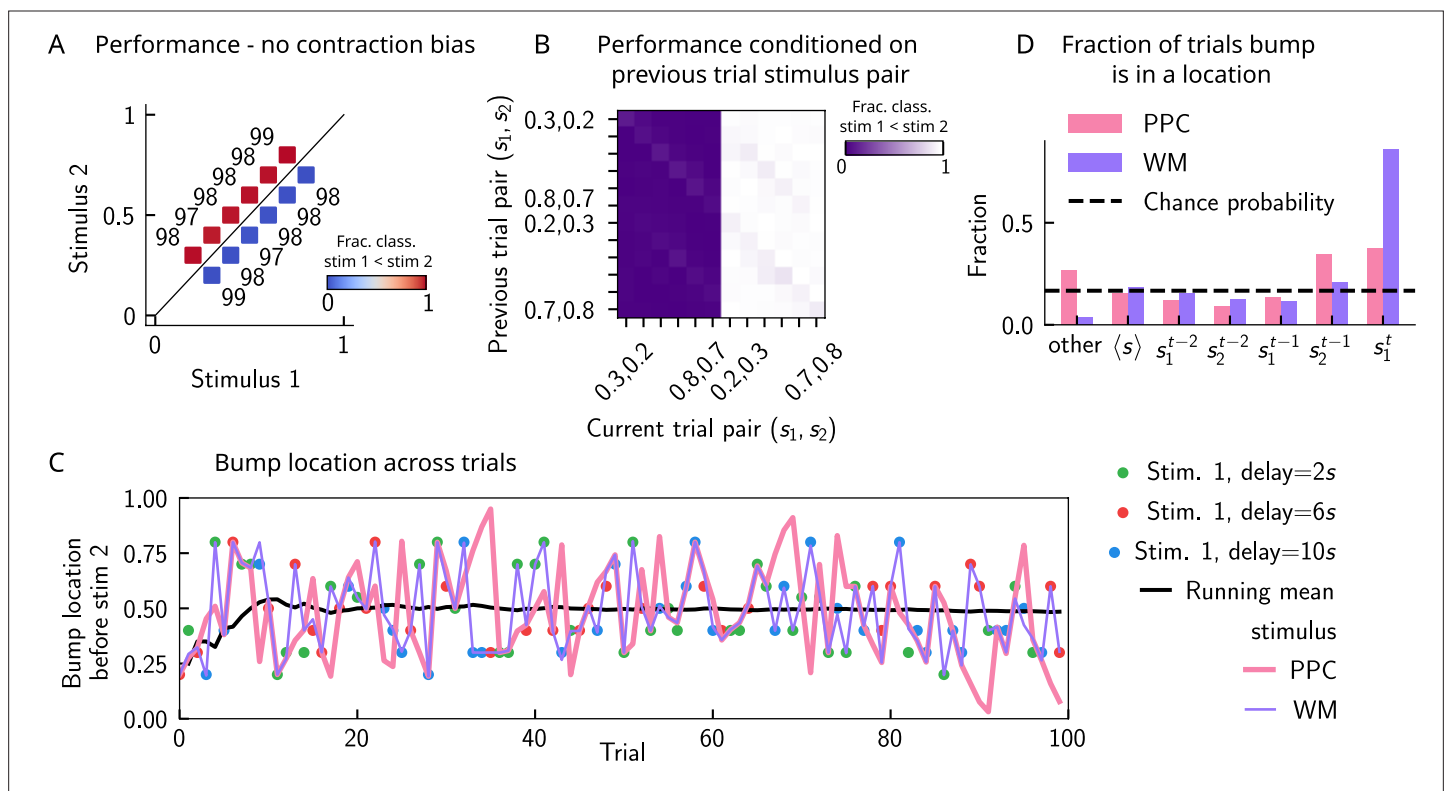 A Performance - no contraction bias
1
0.5
0
Stimulus 2
99
98
98
98
97
98
98
98
98
97
98
99
Frac. class.
stim 1 < stim 2
0 1
0 1
Stimulus 1
B Performance conditioned on
previous trial stimulus pair
Previous trial pair (s₁, s₂)
0.3,0.2
0.8,0.7
0.2,0.3
0.7,0.8
Frac. class.
stim 1 < stim 2
0 1
0.3,0.2 0.8,0.7 0.2,0.3 0.7,0.8
Current trial pair (s₁, s₂)
D Fraction of trials bump
is in a location
PPC
WM
Chance probability
Fraction
0.5
0.0
other ⟨s⟩ s₁ᵗ⁻² s₂ᵗ⁻² s₁ᵗ⁻¹ s₂ᵗ⁻¹ s₁ᵗ
C Bump location across trials
Bump location
before stim 2
1.00
0.75
0.50
0.25
0.00
0 20 40 60 80 100
Trial
Stim. 1, delay=2s
Stim. 1, delay=6s
Stim. 1, delay=10s
Running mean
stimulus
PPC
WM